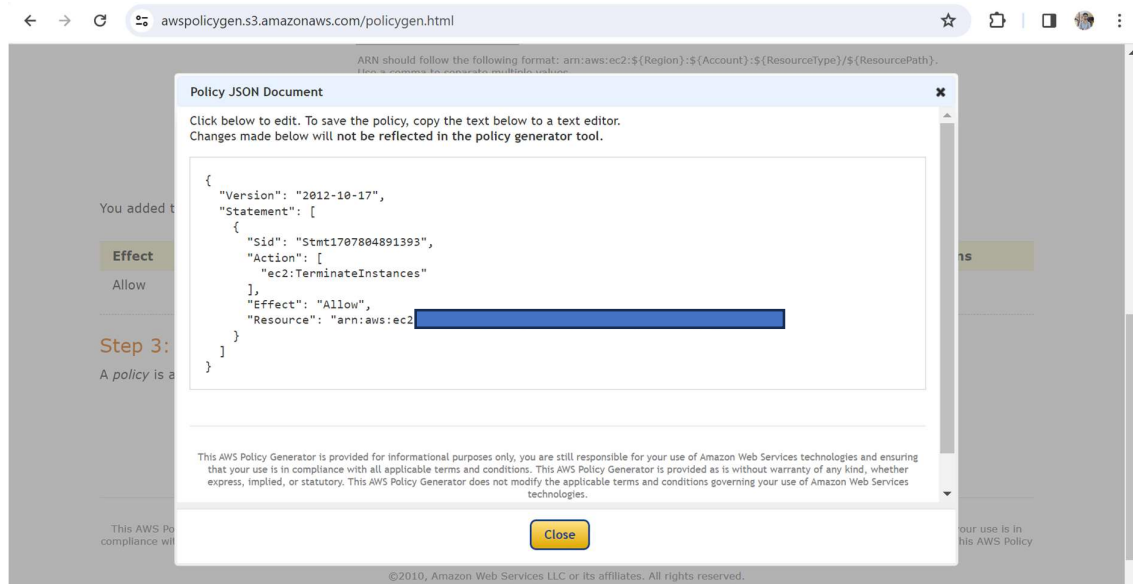 awspolicygen.s3.amazonaws.com/policygen.html
ARN should follow the following format: arn:aws:ec2:${Region}:${Account}:${ResourceType}/${ResourcePath}.
Use a comma to separate multiple values.
Policy JSON Document
Click below to edit. To save the policy, copy the text below to a text editor.
Changes made below will not be reflected in the policy generator tool.
{
"Version": "2012-10-17",
"Statement": [
{
"Sid": "Stmt1707804891393",
"Action": [
"ec2:TerminateInstances"
],
"Effect": "Allow",
"Resource": "arn:aws:ec2
}
]
}
You added t
Effect
ns
Allow
Step 3:
A policy is a
This AWS Policy Generator is provided for informational purposes only, you are still responsible for your use of Amazon Web Services technologies and ensuring
that your use is in compliance with all applicable terms and conditions. This AWS Policy Generator is provided as is without warranty of any kind, whether
express, implied, or statutory. This AWS Policy Generator does not modify the applicable terms and conditions governing your use of Amazon Web Services
technologies.
Close
This AWS Po
our use is in
compliance wit
his AWS Policy
©2010, Amazon Web Services LLC or its affiliates. All rights reserved.